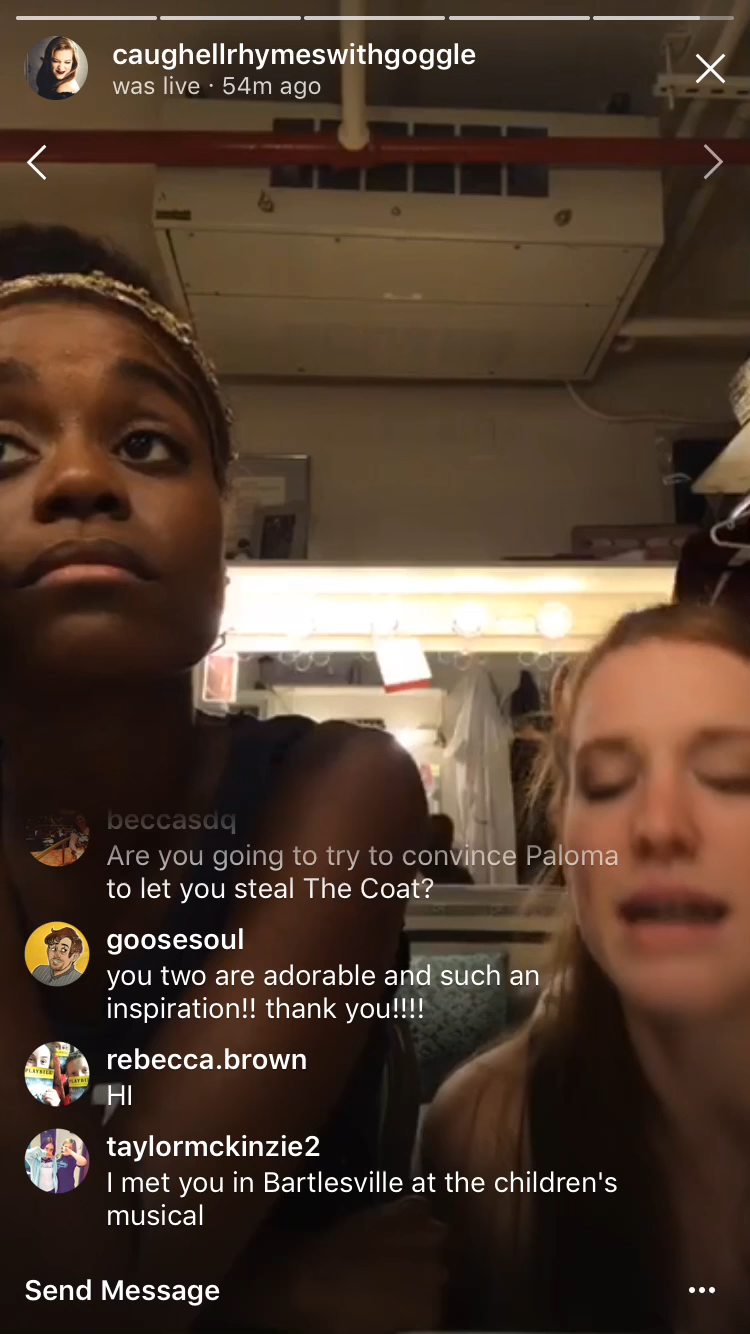 caughellrhymeswithgoggle
was live · 54m ago
beccasdq
Are you going to try to convince Paloma
to let you steal The Coat?
goosesoul
you two are adorable and such an
inspiration!! thank you!!!!
rebecca.brown
HI
taylormckinzie2
I met you in Bartlesville at the children's
musical
Send Message
PLAYBILL